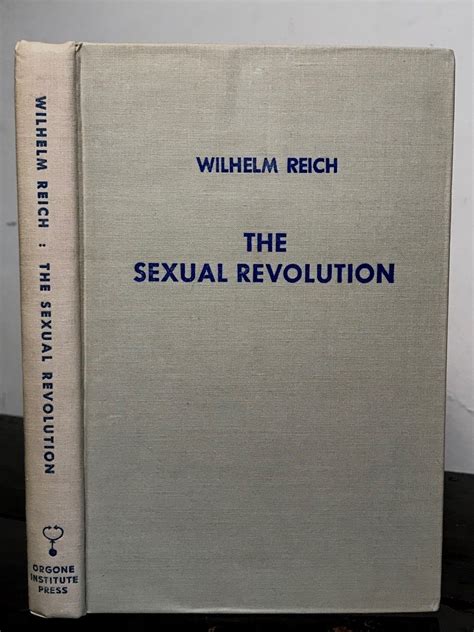 WILHELM REICH : THE SEXUAL REVOLUTION
ORGONE
INSTITUTE
PRESS
WILHELM REICH
THE
SEXUAL REVOLUTION